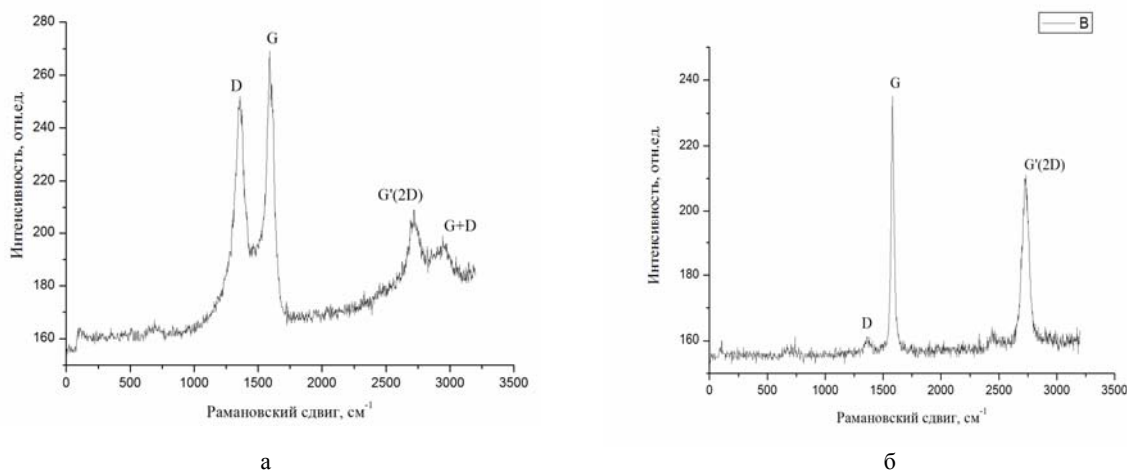 280
260
240
220
200
180
160
0
500
1000
1500
2000
2500
3000
3500
Интенсивность, отн.ед.
Рамановский сдвиг, см-1
D
G
G'(2D)
G+D
а
B
240
220
200
180
160
0
500
1000
1500
2000
2500
3000
3500
Интенсивность, отн.ед.
Рамановский сдвиг, см-1
D
G
G'(2D)
б